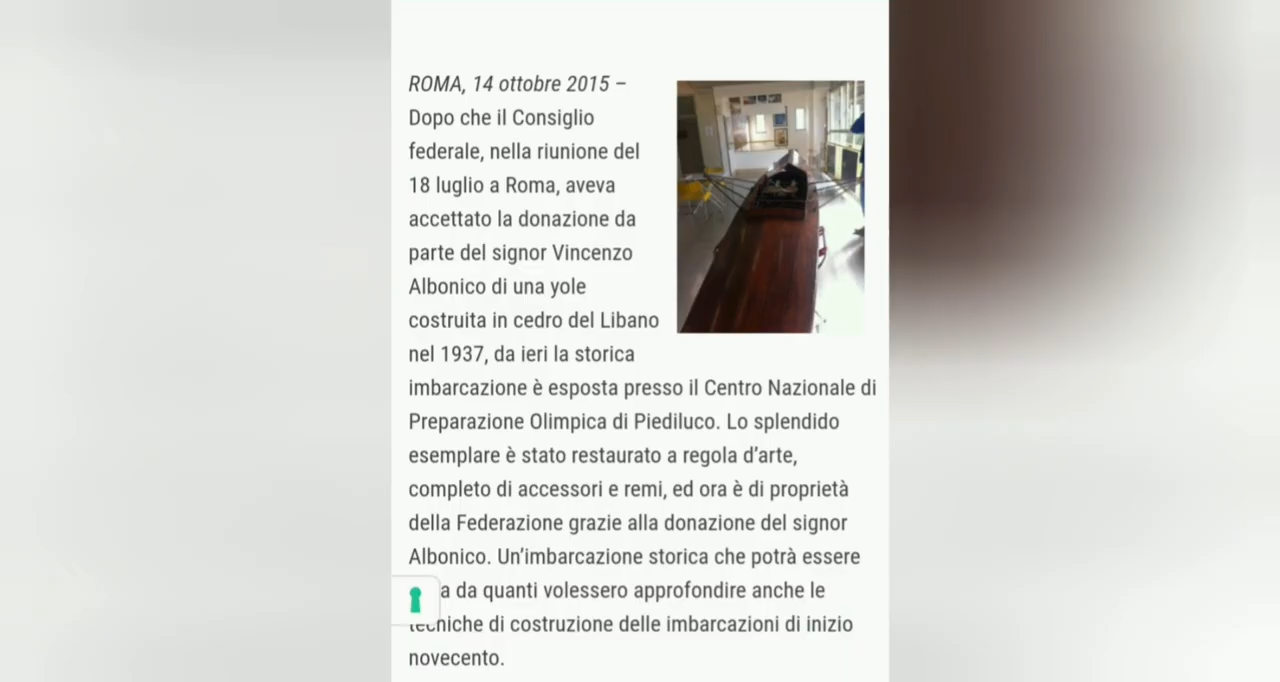 ROMA, 14 ottobre 2015 –
Dopo che il Consiglio
federale, nella riunione del
18 luglio a Roma, aveva
accettato la donazione da
parte del signor Vincenzo
Albonico di una yole
costruita in cedro del Libano
nel 1937, da ieri la storica
imbarcazione è esposta presso il Centro Nazionale di
Preparazione Olimpica di Piediluco. Lo splendido
esemplare è stato restaurato a regola d’arte,
completo di accessori e remi, ed ora è di proprietà
della Federazione grazie alla donazione del signor
Albonico. Un’imbarcazione storica che potrà essere
a da quanti volessero approfondire anche le
tecniche di costruzione delle imbarcazioni di inizio
novecento.